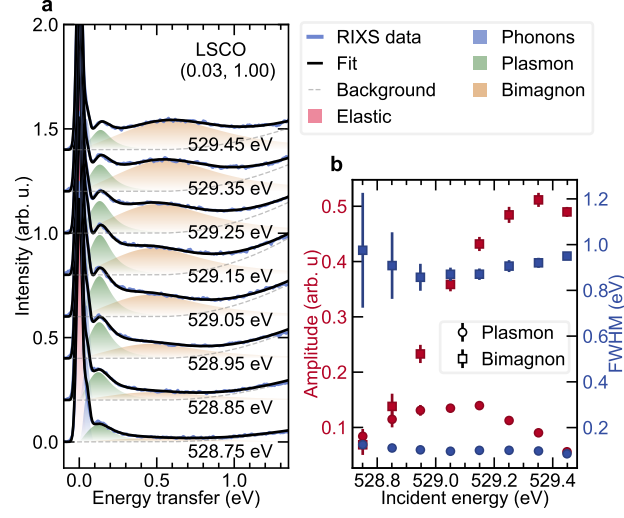 a
2.0
1.5
1.0
0.5
0.0
Intensity (arb. u.)
LSCO
(0.03, 1.00)
529.45 eV
529.35 eV
529.25 eV
529.15 eV
529.05 eV
528.95 eV
528.85 eV
528.75 eV
0.0 0.5 1.0
Energy transfer (eV)
RIXS data
Fit
Background
Elastic
Phonons
Plasmon
Bimagnon
b
0.5
0.4
0.3
0.2
0.1
Amplitude (arb. u)
1.2
1.0
0.8
0.6
0.4
0.2
FWHM (eV)
Plasmon
Bimagnon
528.8 529.0 529.2 529.4
Incident energy (eV)